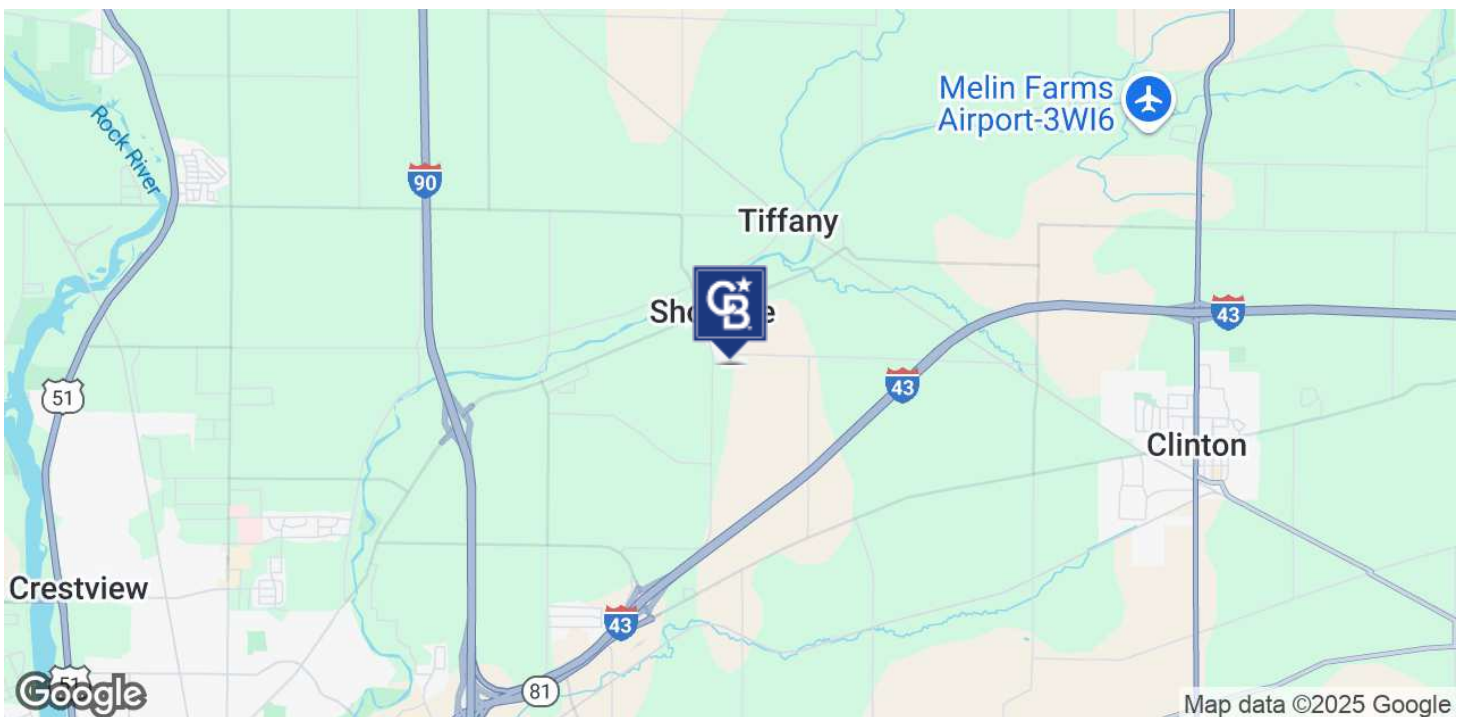 Rock River
90
Melin Farms
Airport-3WI6
Tiffany
CB
43
51
43
Clinton
Crestview
43
81
51
Google
Map data ©2025 Google